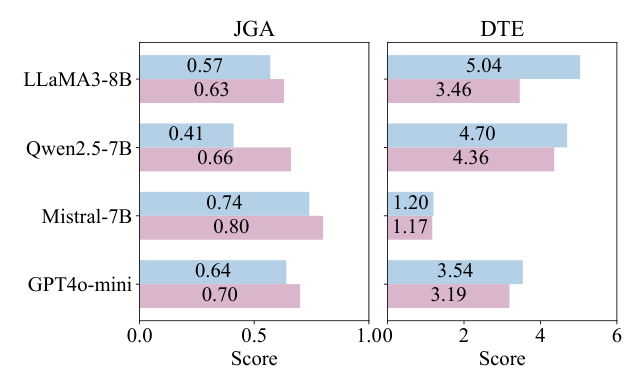 JGA DTE
LLaMA3-8B 0.57 5.04
0.63 3.46
Qwen2.5-7B 0.41 4.70
0.66 4.36
Mistral-7B 0.74 1.20
0.80 1.17
GPT4o-mini 0.64 3.54
0.70 3.19
0.0 0.5 1.0 0 2 4 6
Score Score